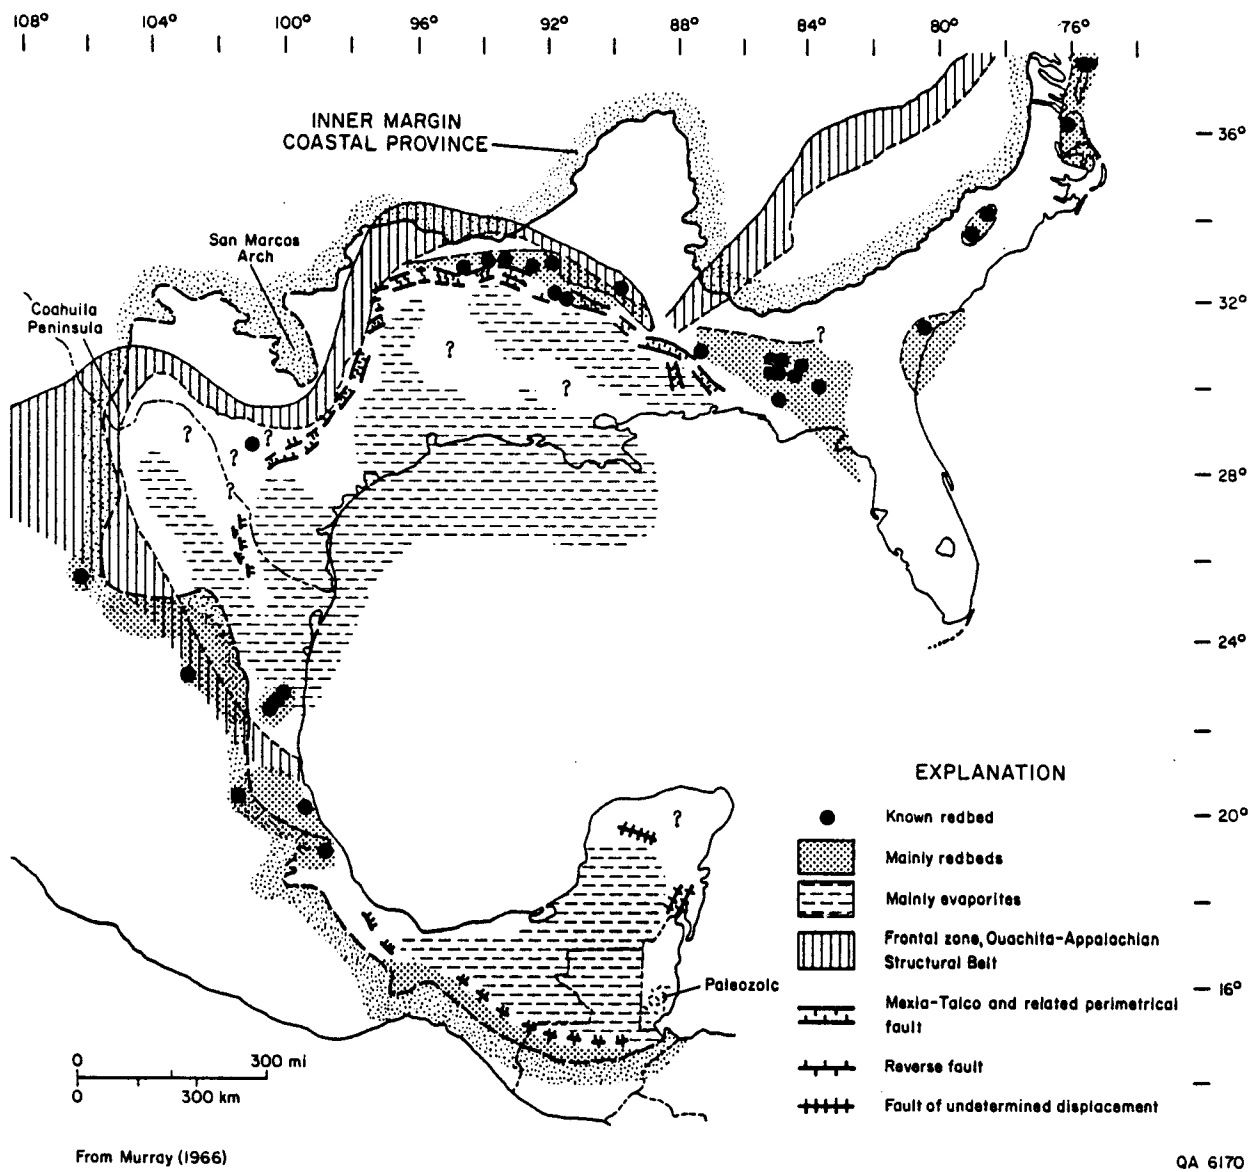 108° 104° 100° 96° 92° 88° 84° 80° 76°
36°
INNER MARGIN
COASTAL PROVINCE
San Marcos
Arch
Coahuila
Peninsula
32°
?
?
?
?
?
?
?
28°
24°
EXPLANATION
Known redbed
Mainly redbeds
Mainly evaporites
Frontal zone, Ouachita-Appalachian
Structural Belt
Mexia-Talco and related perimetrical
fault
Reverse fault
Fault of undetermined displacement
20°
?
16°
Paleozoic
0 300 mi
0 300 km
From Murray (1966)
QA 6170